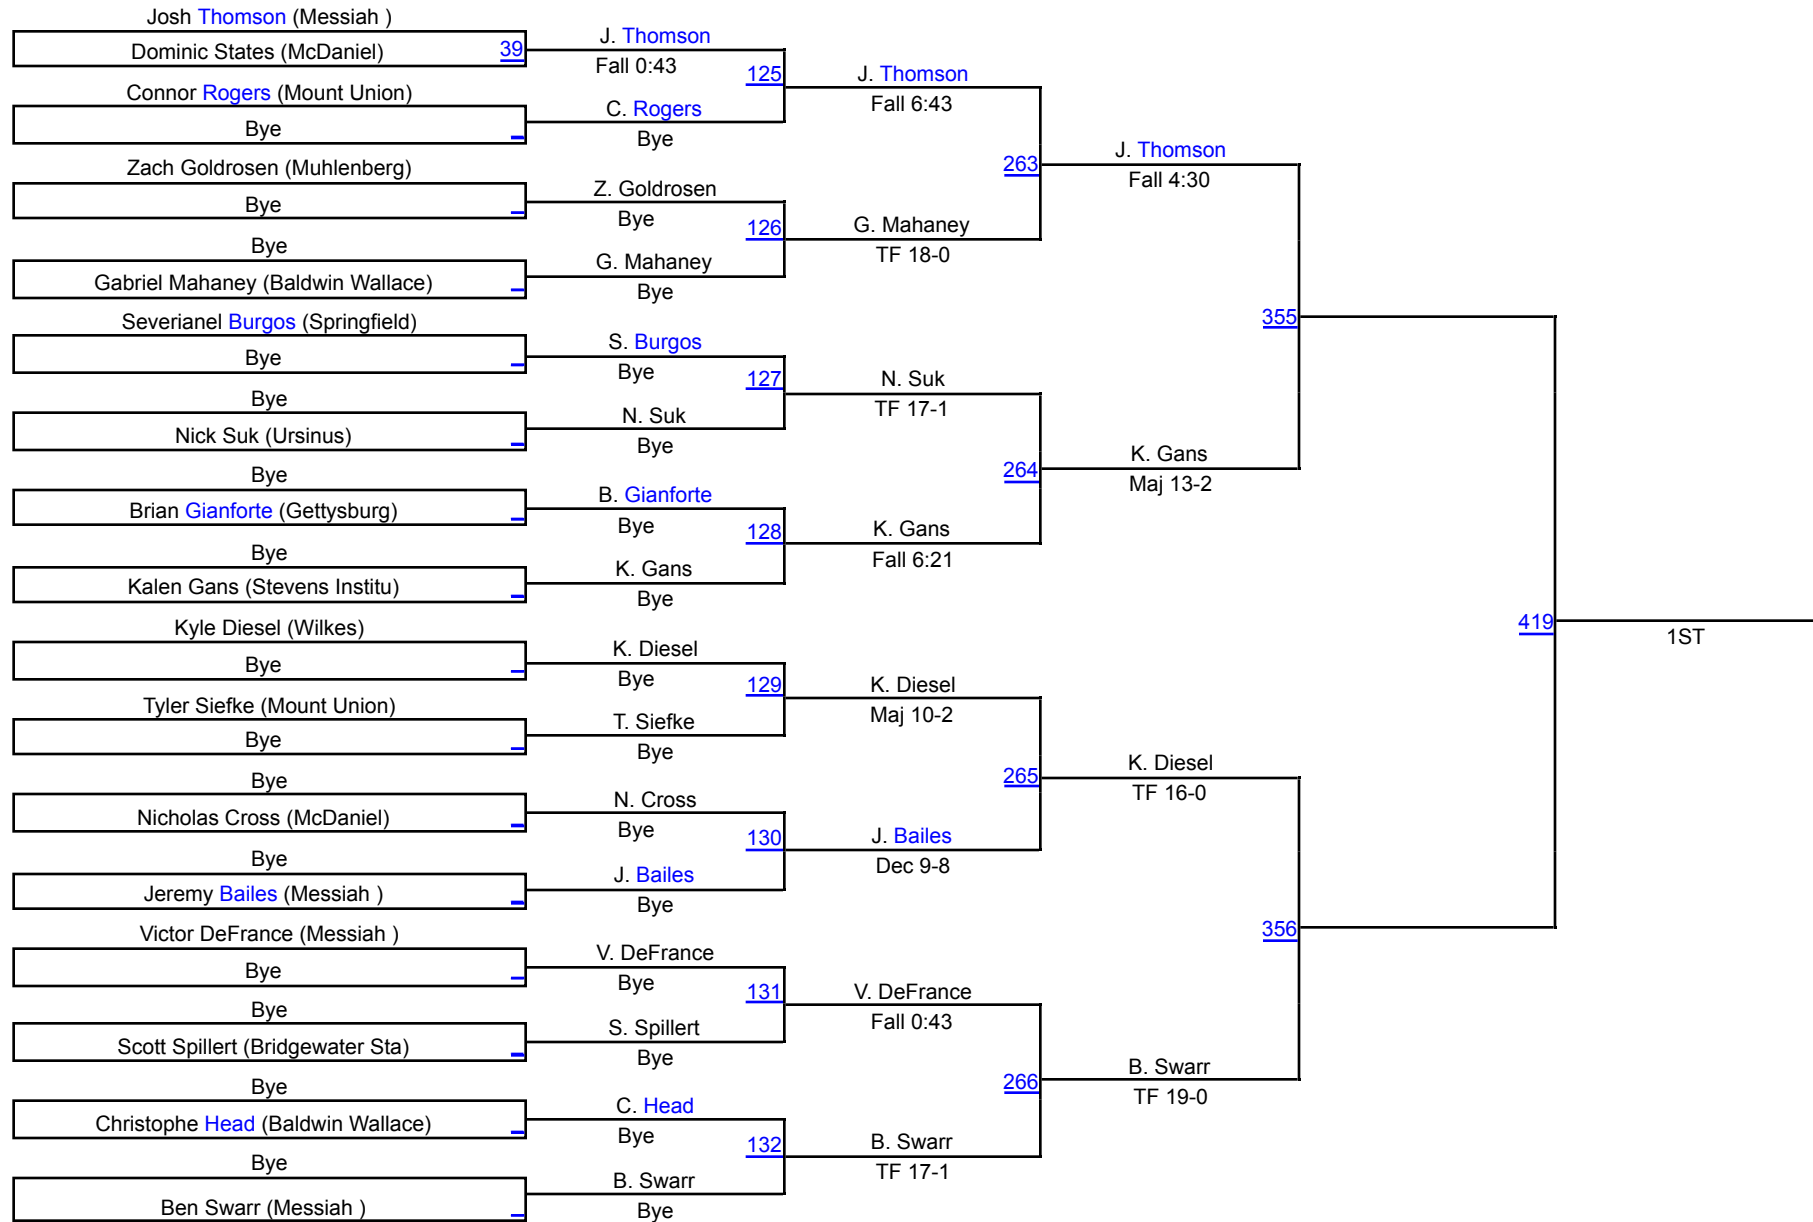 Josh Thomson (Messiah )
Dominic States (McDaniel) 39
Connor Rogers (Mount Union)
Bye
Zach Goldrosen (Muhlenberg)
Bye
Bye
Gabriel Mahaney (Baldwin Wallace)
Severianel Burgos (Springfield)
Bye
Bye
Nick Suk (Ursinus)
Bye
Brian Gianforte (Gettysburg)
Bye
Kalen Gans (Stevens Institu)
Kyle Diesel (Wilkes)
Bye
Tyler Siefke (Mount Union)
Bye
Bye
Nicholas Cross (McDaniel)
Bye
Jeremy Bailes (Messiah )
Victor DeFrance (Messiah )
Bye
Bye
Scott Spillert (Bridgewater Sta)
Bye
Christophe Head (Baldwin Wallace)
Bye
Ben Swarr (Messiah )
J. Thomson
Fall 0:43
125
C. Rogers
Bye
Z. Goldrosen
Bye
126
G. Mahaney
Bye
S. Burgos
Bye
127
N. Suk
Bye
B. Gianforte
Bye
128
K. Gans
Bye
K. Diesel
Bye
129
T. Siefke
Bye
N. Cross
Bye
130
J. Bailes
Bye
V. DeFrance
Bye
131
S. Spillert
Bye
C. Head
Bye
132
B. Swarr
Bye
J. Thomson
Fall 6:43
263
G. Mahaney
TF 18-0
N. Suk
TF 17-1
264
K. Gans
Fall 6:21
K. Diesel
Maj 10-2
265
J. Bailes
Dec 9-8
V. DeFrance
Fall 0:43
266
B. Swarr
TF 17-1
J. Thomson
Fall 4:30
355
K. Gans
Maj 13-2
K. Diesel
TF 16-0
356
B. Swarr
TF 19-0
419
1ST